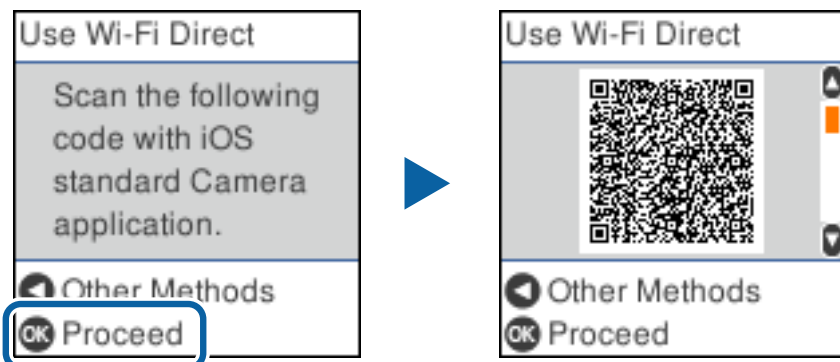 Use Wi-Fi Direct
Scan the following
code with iOS
standard Camera
application.
Other Methods
OK Proceed
Use Wi-Fi Direct
Other Methods
OK Proceed